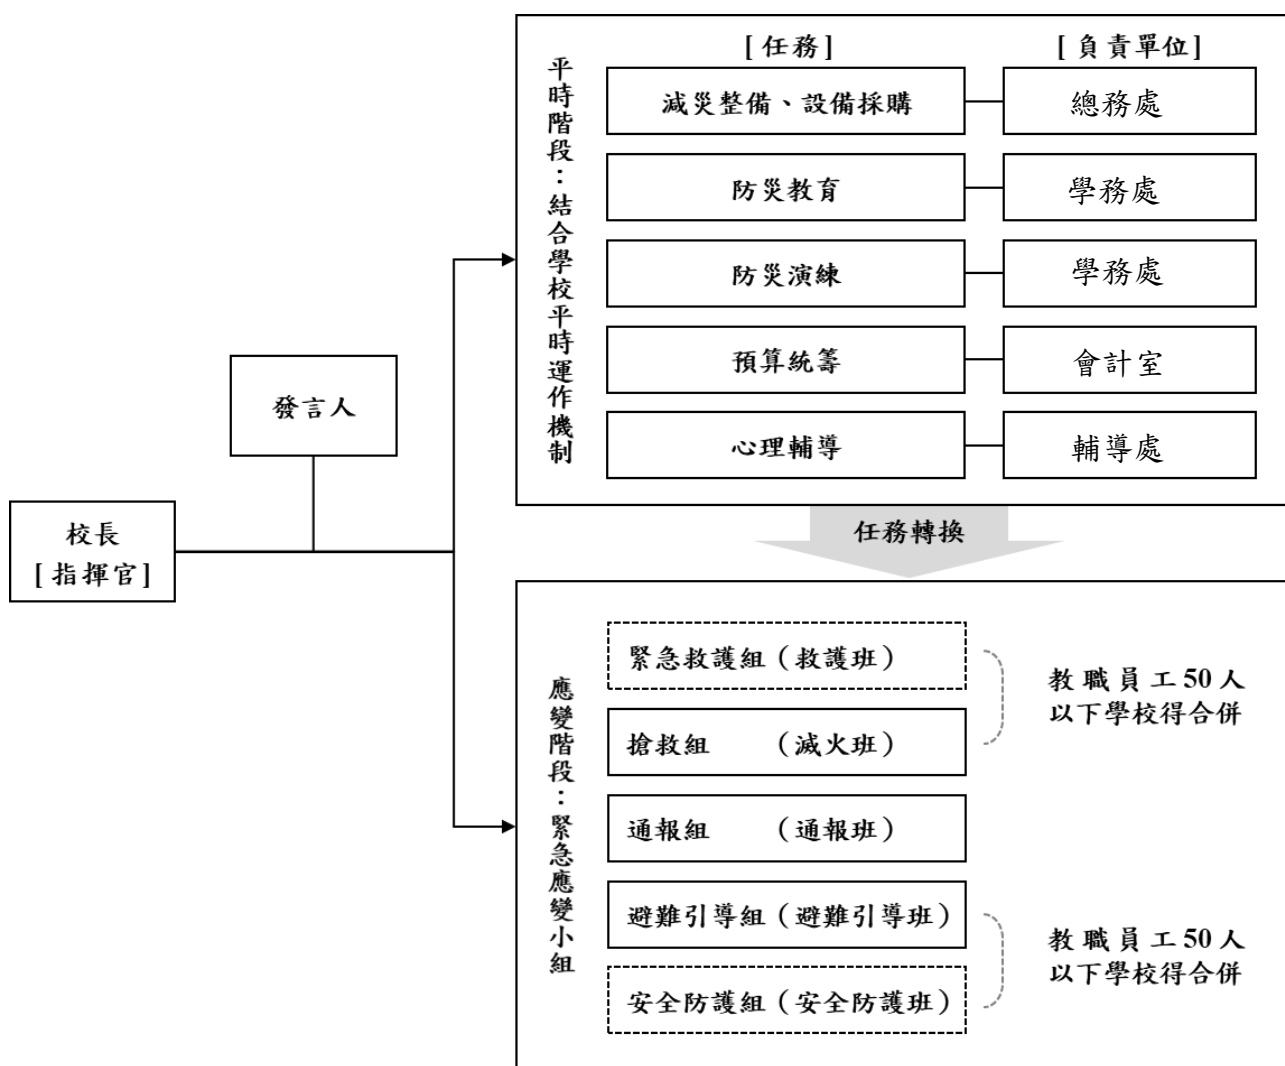 校長
[指揮官]
發言人
平時階段：結合學校平時運作機制
[任務]
[負責單位]
減災整備、設備採購
總務處
防災教育
學務處
防災演練
學務處
預算統籌
會計室
心理輔導
輔導處
任務轉換
應變階段：緊急應變小組
緊急救護組（救護班）
搶救組　　（滅火班）
教職員工50人
以下學校得合併
通報組　　（通報班）
避難引導組（避難引導班）
安全防護組（安全防護班）
教職員工50人
以下學校得合併